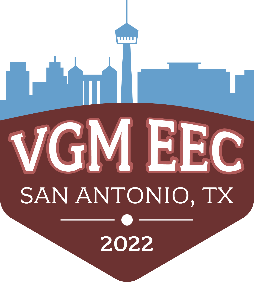 VGM EEC
SAN ANTONIO, TX
2022